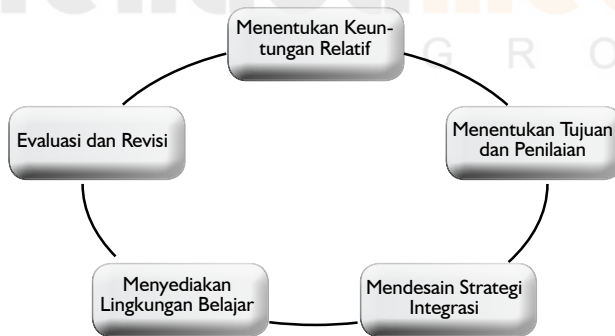 G R O
Menentukan Keun-
tungan Relatif
Menentukan Tujuan
dan Penilaian
Mendesain Strategi
Integrasi
Menyediakan
Lingkungan Belajar
Evaluasi dan Revisi